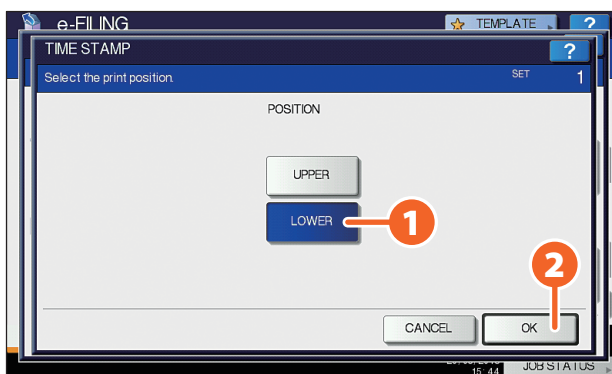 e-FILING
TEMPLATE
?
TIME STAMP
?
Select the print position.
SET
1
POSITION
UPPER
LOWER
1
2
CANCEL
OK
15:44
JOB STATUS